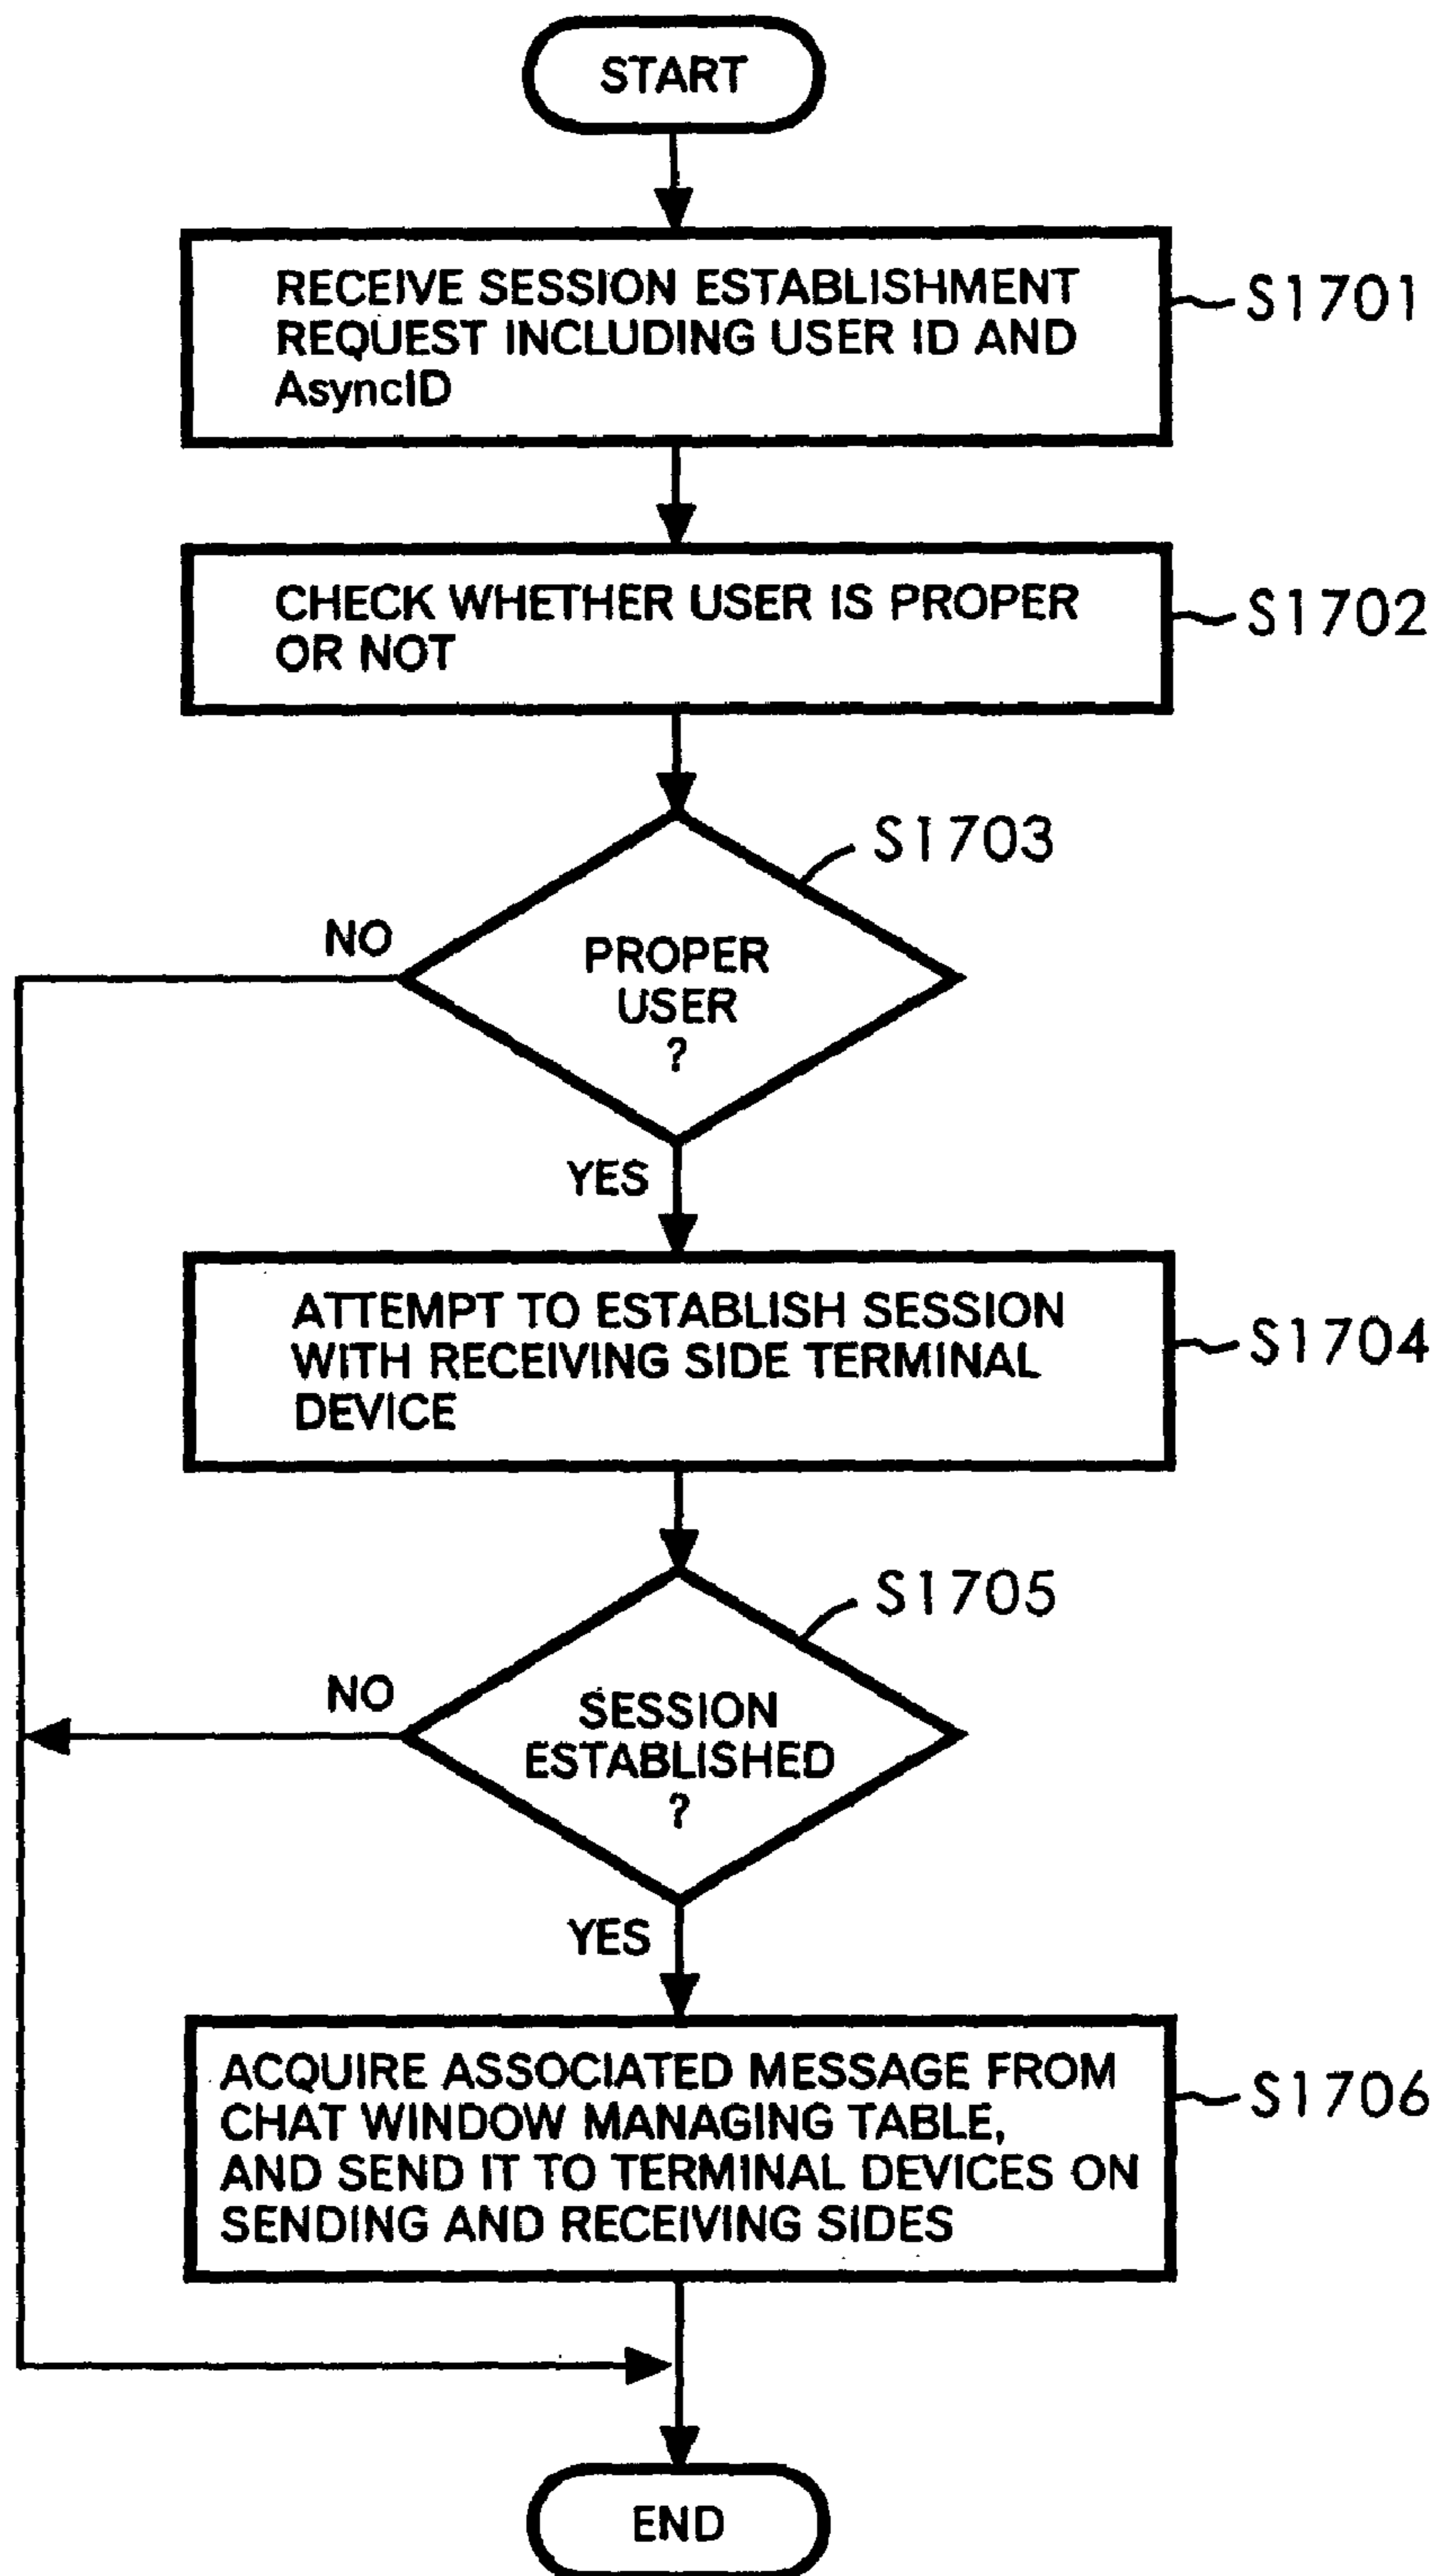 START
RECEIVE SESSION ESTABLISHMENT
REQUEST INCLUDING USER ID AND
AsyncID
S1701
CHECK WHETHER USER IS PROPER
OR NOT
S1702
S1703
NO
PROPER
USER
?
YES
ATTEMPT TO ESTABLISH SESSION
WITH RECEIVING SIDE TERMINAL
DEVICE
S1704
S1705
NO
SESSION
ESTABLISHED
?
YES
ACQUIRE ASSOCIATED MESSAGE FROM
CHAT WINDOW MANAGING TABLE,
AND SEND IT TO TERMINAL DEVICES ON
SENDING AND RECEIVING SIDES
S1706
END